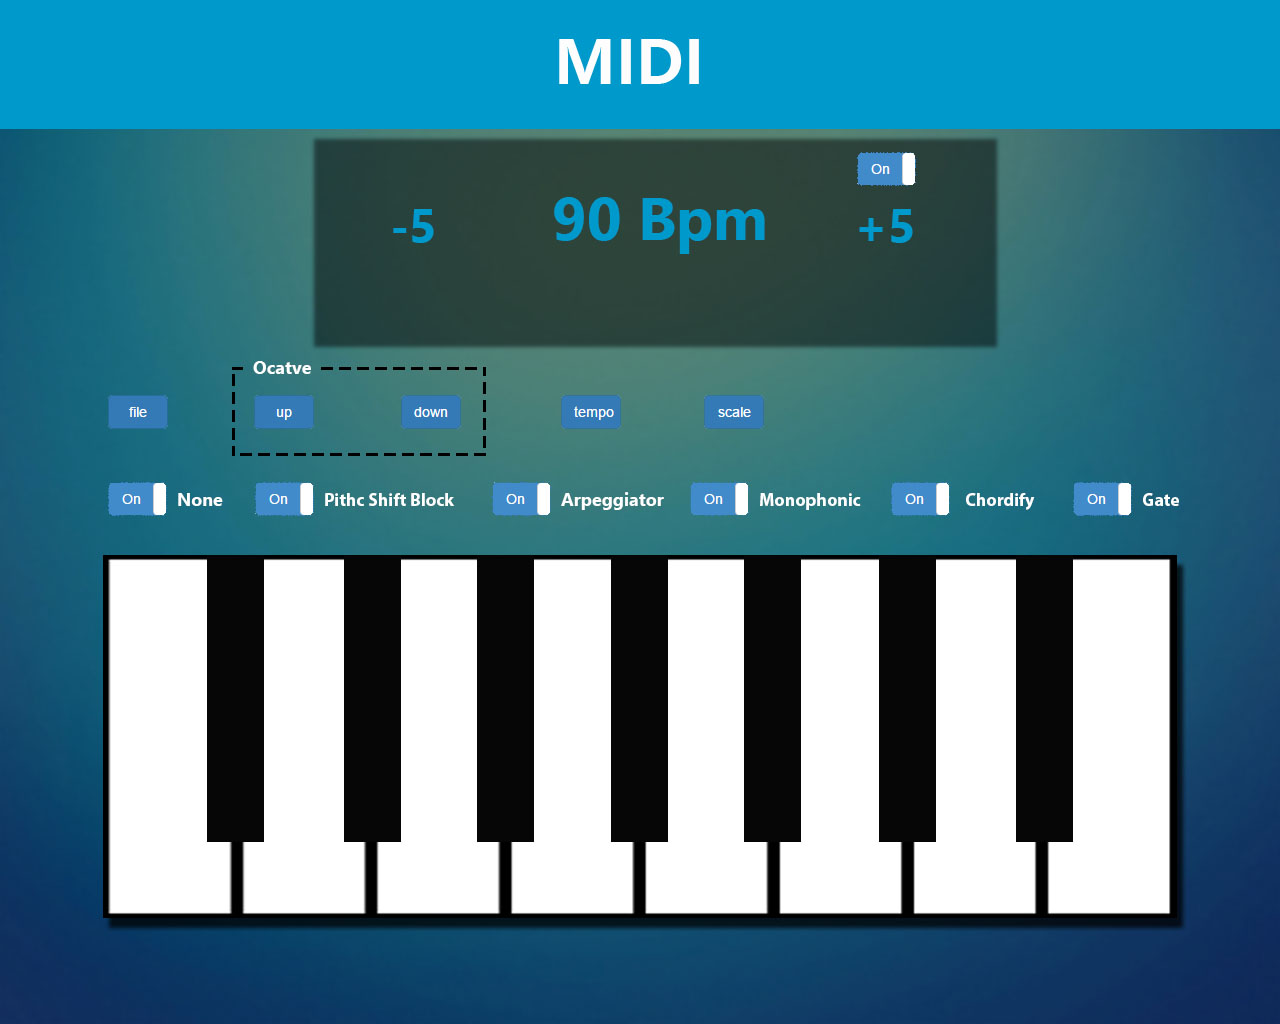 MIDI
On
-5 90 Bpm +5
Ocatve
file up down tempo scale
On None On Pithc Shift Block On Arpeggiator On Monophonic On Chordify On Gate